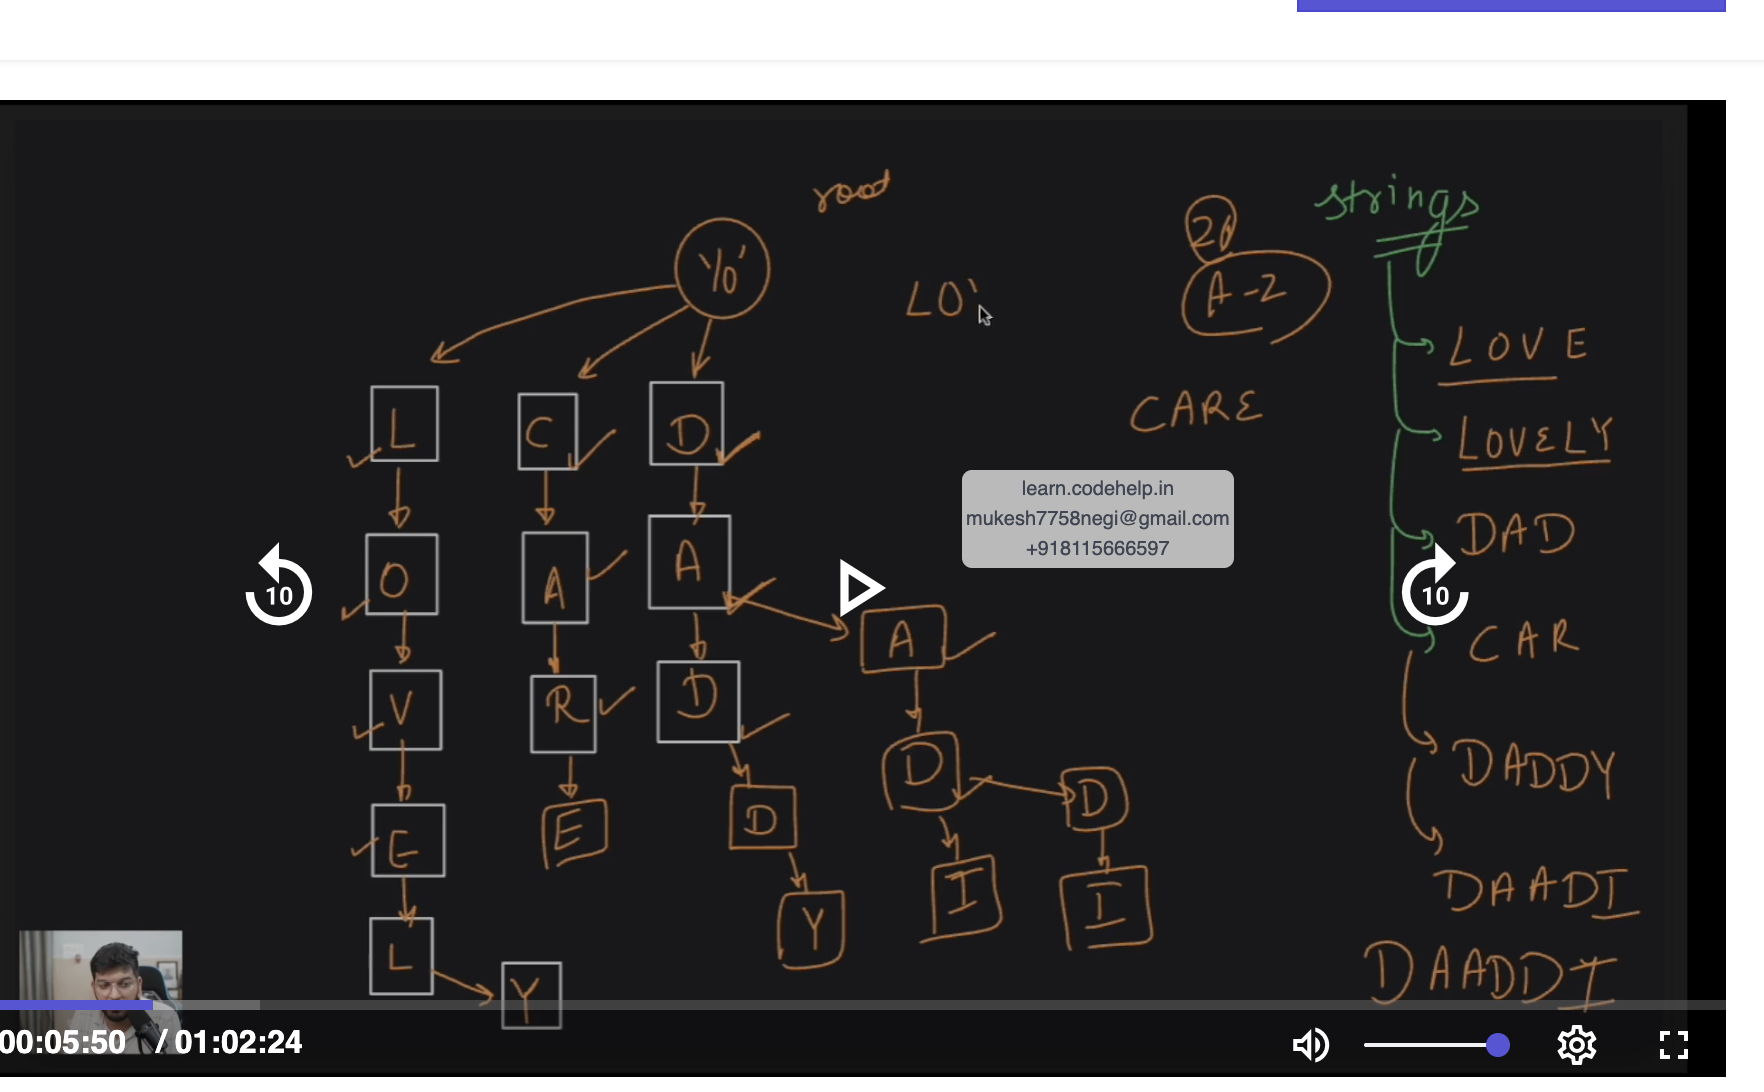 root
strings
'\0'
26
A-Z
LOV
LOVE
CARE
LOVELY
L
C
D
learn.codehelp.in
mukesh7758negi@gmail.com
+918115666597
DAD
O
A
A
10
10
A
CAR
V
R
D
D
D
DADDY
E
E
D
I
I
DAADI
L
Y
Y
DAADDI
00:05:50 / 01:02:24